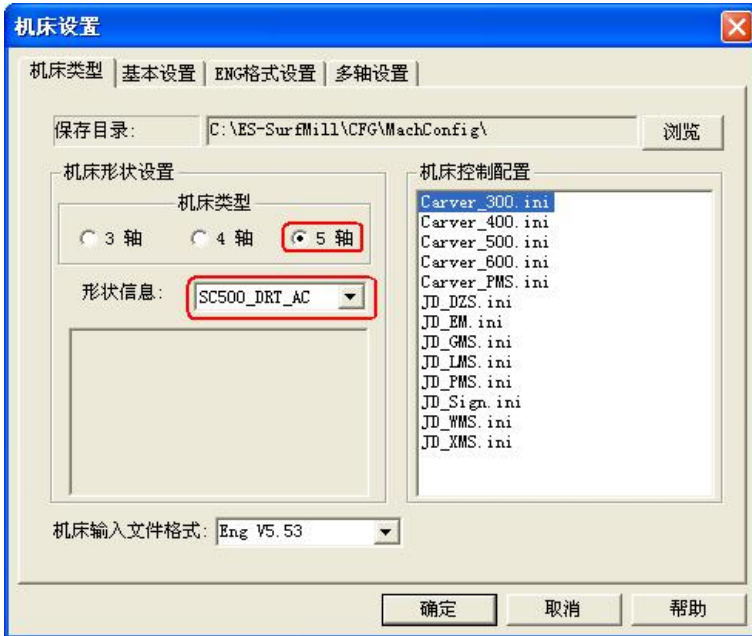 机床设置
机床类型 基本设置 ENG格式设置 多轴设置
保存目录: C:\ES-SurfMill\CFG\MachConfig\ 浏览
机床形状设置
机床类型
3 轴 4 轴 5 轴
形状信息: SC500_DRT_AC
机床控制配置
Carver_300.ini
Carver_400.ini
Carver_500.ini
Carver_600.ini
Carver_PMS.ini
JD_DZS.ini
JD_EM.ini
JD_GMS.ini
JD_LMS.ini
JD_PMS.ini
JD_Sign.ini
JD_WMS.ini
JD_XMS.ini
机床输入文件格式: Eng V5.53
确定 取消 帮助